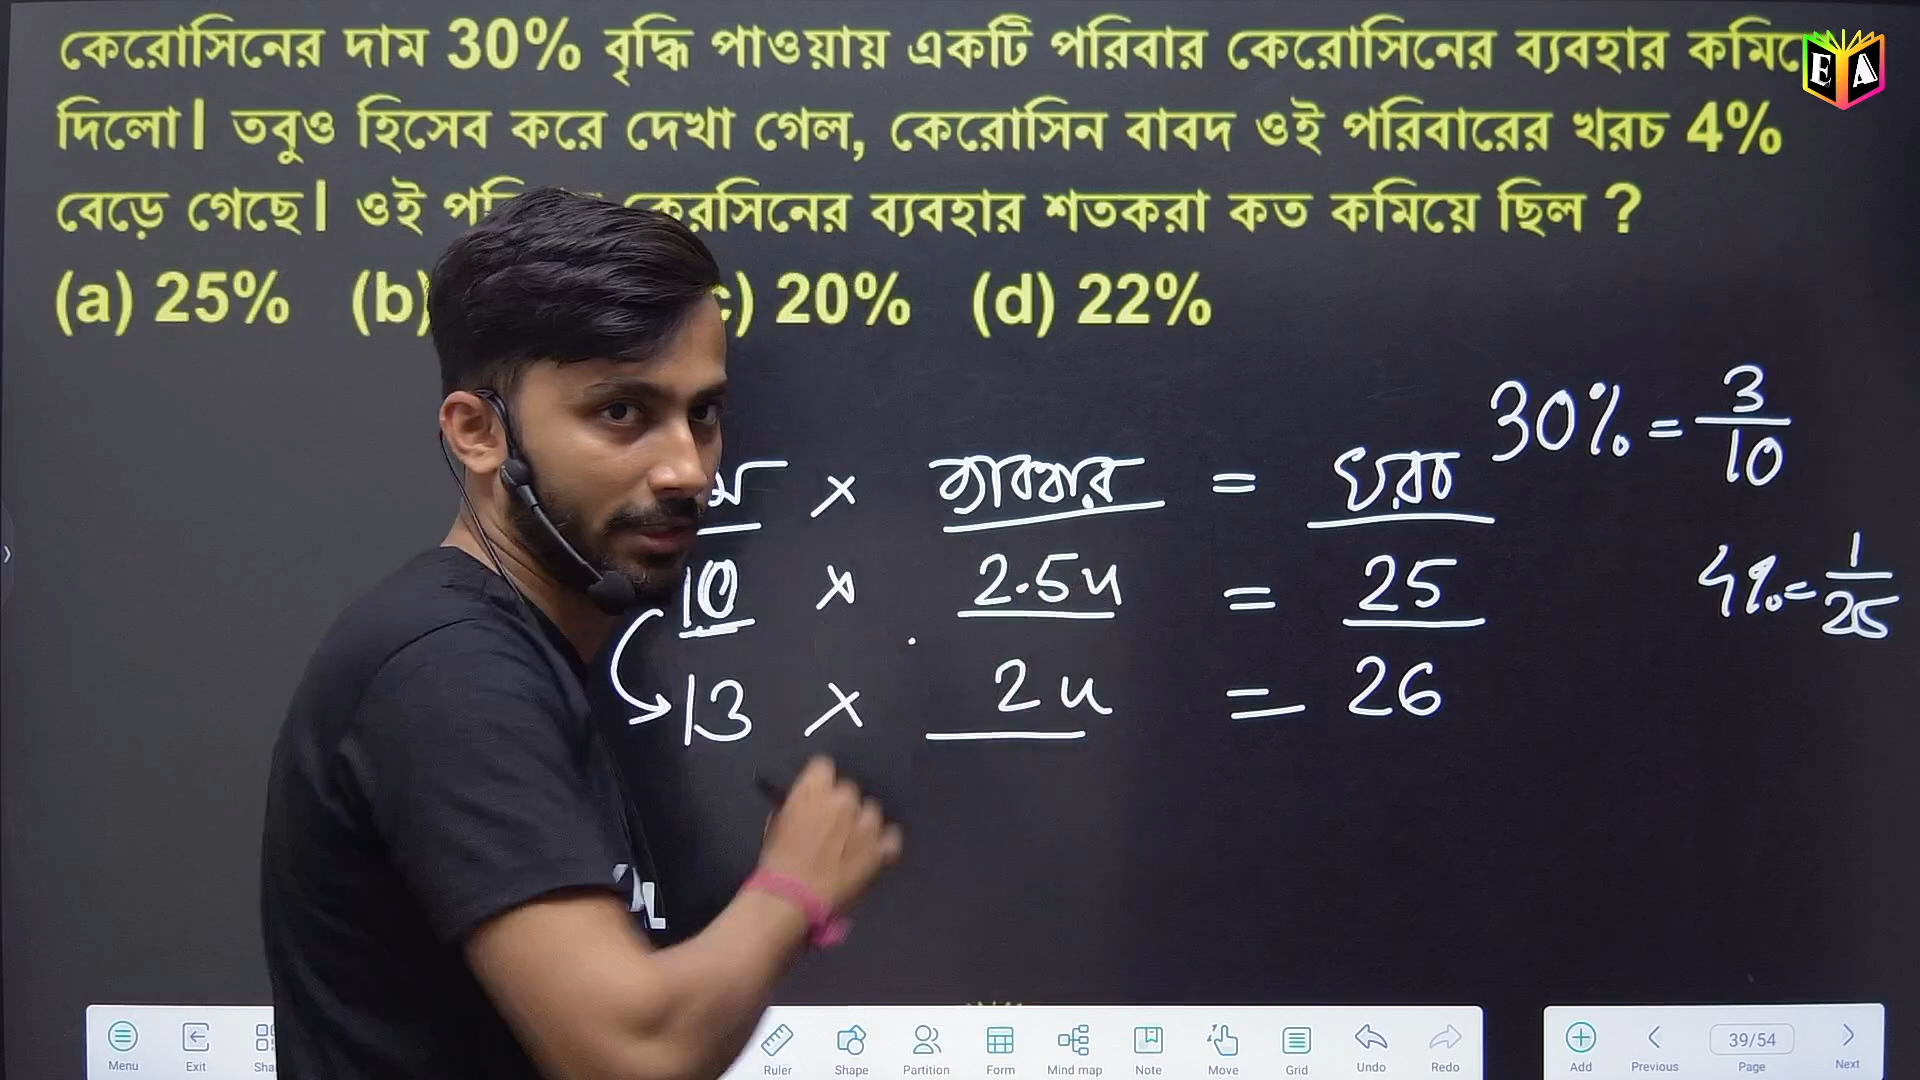 কেরোসিনের দাম 30% বৃদ্ধি পাওয়ায় একটি পরিবার কেরোসিনের ব্যবহার
দিলো। তবুও হিসেব করে দেখা গেল, কেরোসিন বাবদ ওই পরিবারের খরচ 4%
বেড়ে গেছে। ওই কেরসিনের ব্যবহার শতকরা কত কমিয়ে ছিল ?
(a) 25% (b) 20% (d) 22%
EA
30% = 3/10
× ব্যাবহার = খরচ
10 × 2.5u = 25
4% = 1/25
13 × 2u = 26
Menu Exit Ruler Shape Partition Form Mind map Note Move Grid Undo Redo Add Previous 39/54 Page Next